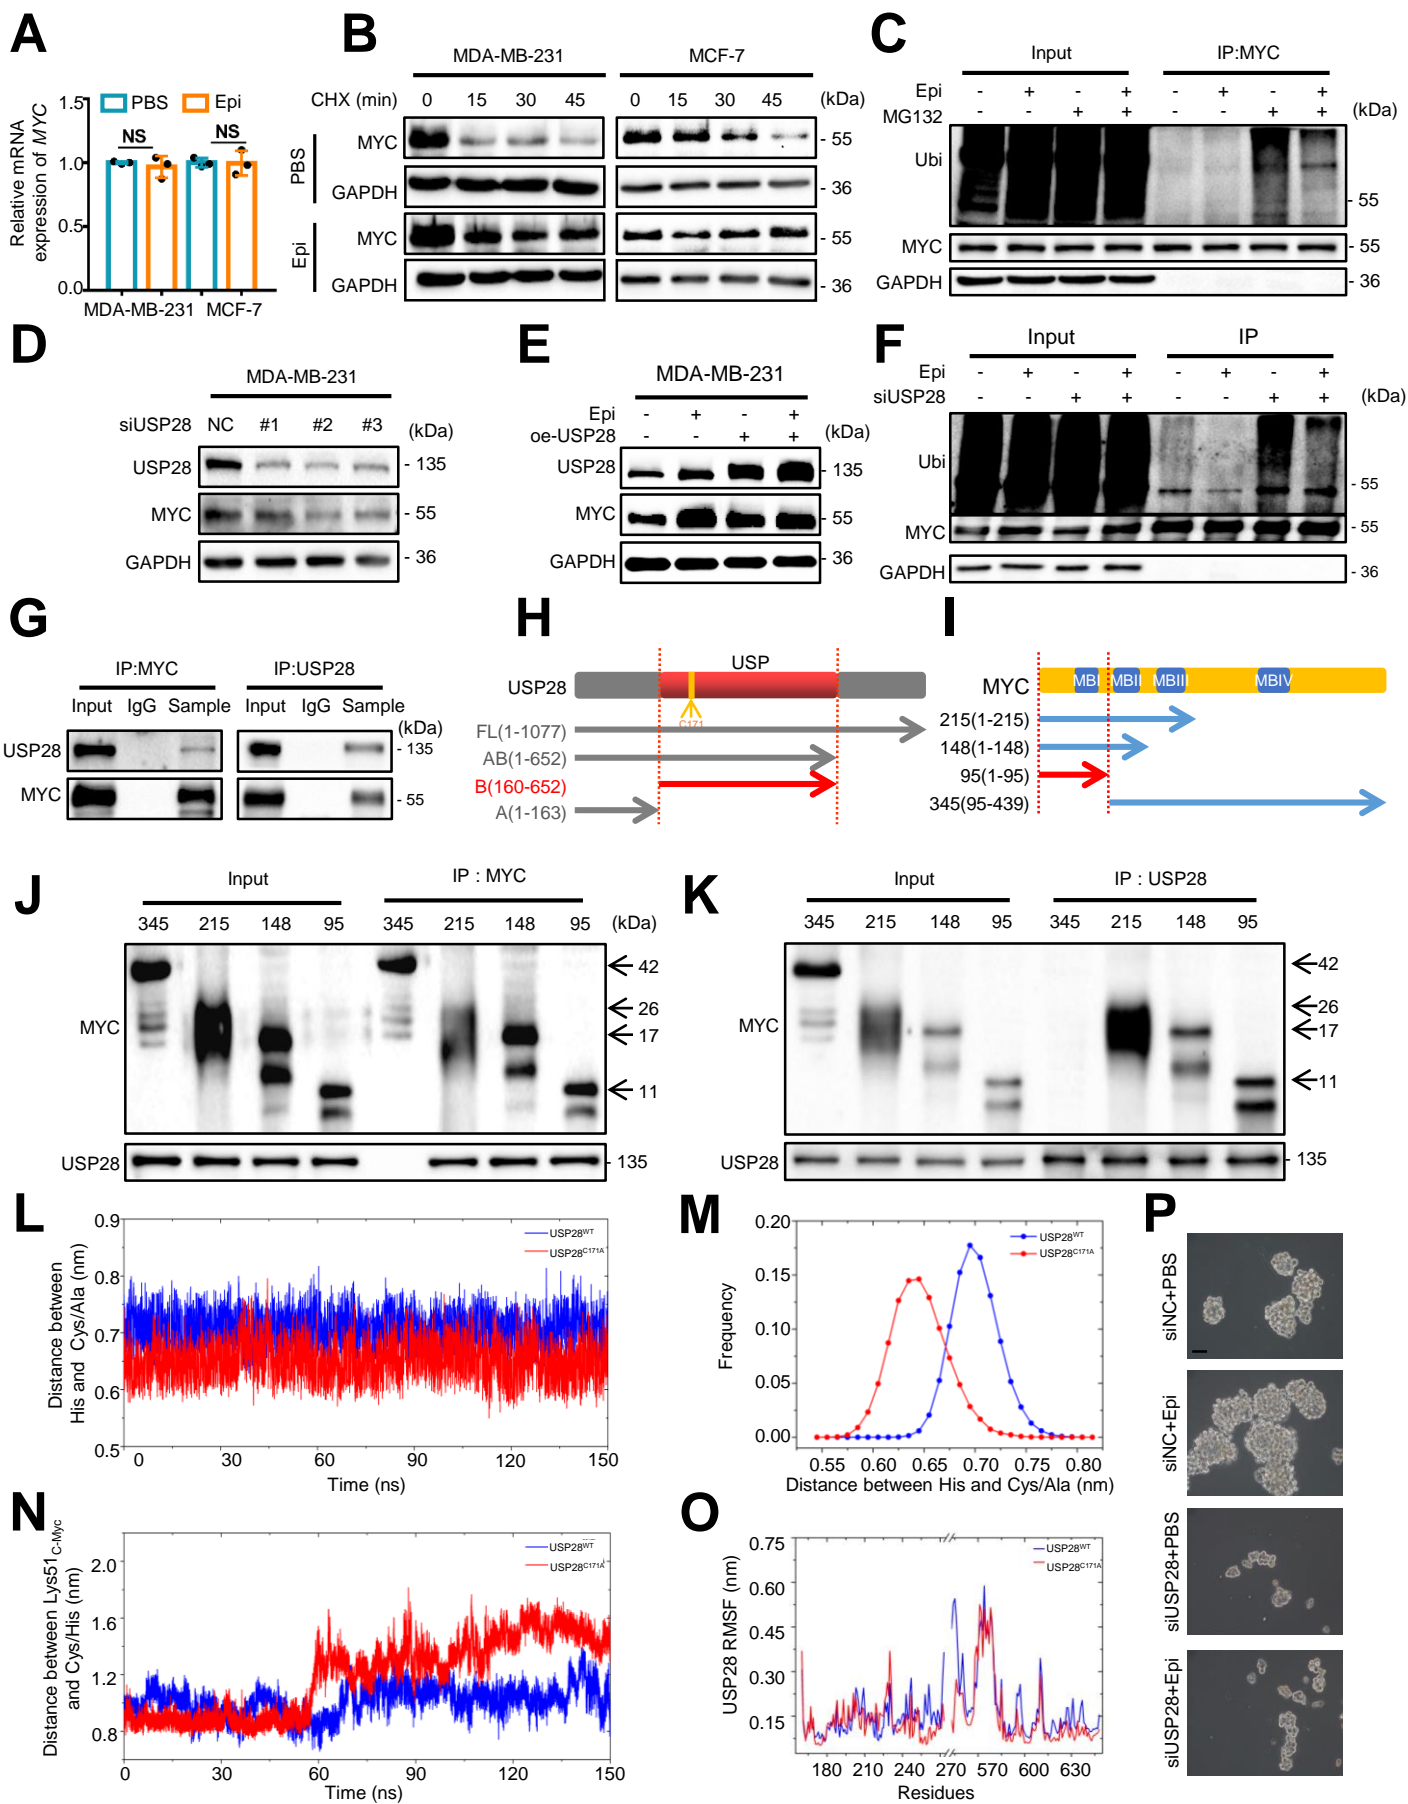 A
PBS Epi
Relative mRNA
expression of MYC
1.5
1.0
0.5
0.0
NS NS
MDA-MB-231 MCF-7
B
MDA-MB-231 MCF-7
CHX (min) 0 15 30 45 0 15 30 45 (kDa)
PBS
MYC - 55
GAPDH - 36
Epi
MYC - 55
GAPDH - 36
C
Input IP:MYC
Epi - + - + - + - +
MG132 - - + + - - + + (kDa)
Ubi
- 55
MYC - 55
GAPDH - 36
D
MDA-MB-231
siUSP28 NC #1 #2 #3 (kDa)
USP28 - 135
MYC - 55
GAPDH - 36
E
MDA-MB-231
Epi - + - +
oe-USP28 - - + + (kDa)
USP28 - 135
MYC - 55
GAPDH - 36
F
Input IP
Epi - + - + - + - +
siUSP28 - - + + - - + + (kDa)
Ubi
- 55
MYC - 55
GAPDH - 36
G
IP:MYC IP:USP28
Input IgG Sample Input IgG Sample
(kDa)
USP28 - 135
MYC - 55
H
USP
USP28
C171
FL(1-1077)
AB(1-652)
B(160-652)
A(1-163)
I
MYC MBI MBII MBIII MBIV
215(1-215)
148(1-148)
95(1-95)
345(95-439)
J
Input IP : MYC
345 215 148 95 345 215 148 95 (kDa)
MYC
42
26
17
11
USP28 - 135
K
Input IP : USP28
345 215 148 95 345 215 148 95
MYC
42
26
17
11
USP28 - 135
L
Distance between
His and Cys/Ala (nm)
0.9
0.8
0.7
0.6
0.5
USP28WT
USP28C171A
0 30 60 90 120 150
Time (ns)
M
Frequency
0.20
0.15
0.10
0.05
0.00
USP28WT
USP28C171A
0.55 0.60 0.65 0.70 0.75 0.80
Distance between His and Cys/Ala (nm)
N
Distance between Lys51C-Myc
and Cys/His (nm)
2.0
1.6
1.2
0.8
USP28WT
USP28C171A
0 30 60 90 120 150
Time (ns)
O
USP28 RMSF (nm)
0.75
0.60
0.45
0.30
0.15
USP28WT
USP28C171A
180 210 240 270 570 600 630
Residues
P
siNC+PBS
siNC+Epi
siUSP28+PBS
siUSP28+Epi